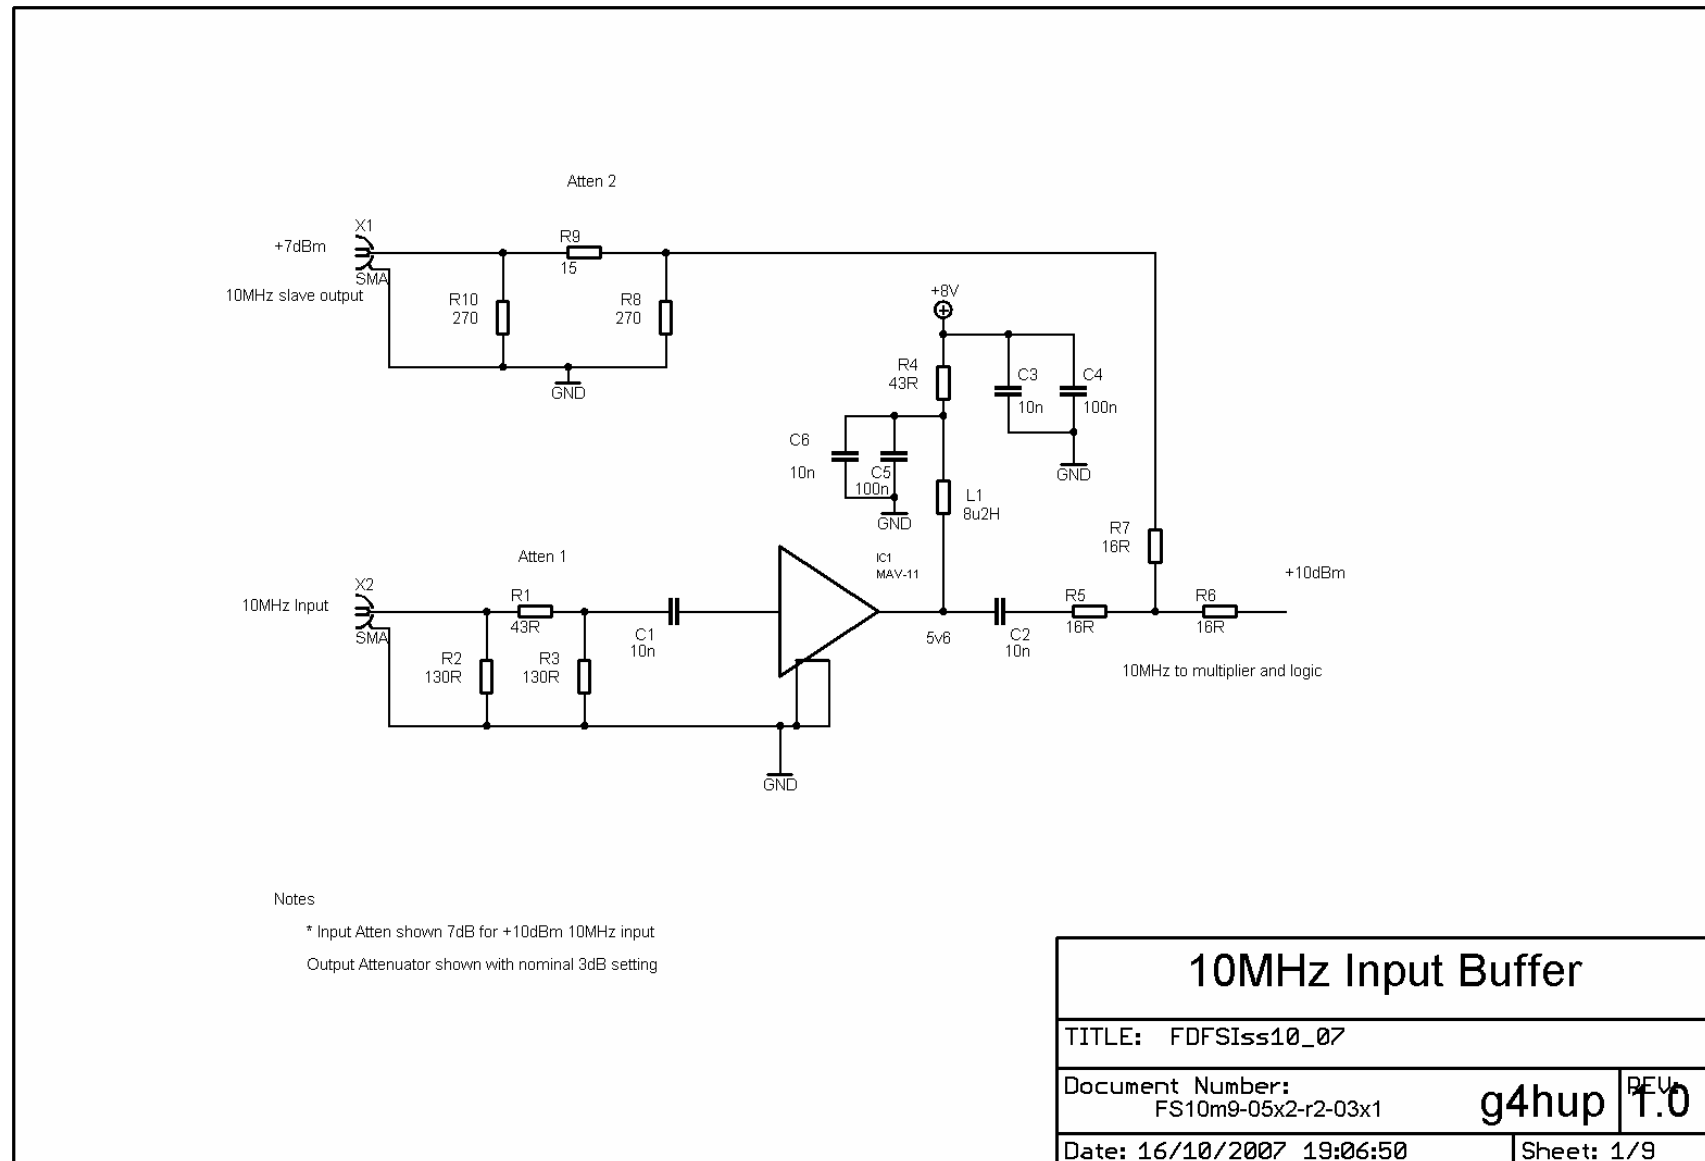 Atten 2
X1
+7dBm
SMA
10MHz slave output
R9
15
R10
270
R8
270
GND
+8V
R4
43R
C3
10n
C4
100n
GND
C6
10n
C5
100n
GND
L1
8u2H
R7
16R
Atten 1
IC1
MAV-11
+10dBm
X2
10MHz Input
SMA
R1
43R
R2
130R
R3
130R
C1
10n
5v6
C2
10n
R5
16R
R6
16R
10MHz to multiplier and logic
GND
Notes
* Input Atten shown 7dB for +10dBm 10MHz input
Output Attenuator shown with nominal 3dB setting
10MHz Input Buffer
TITLE: FDFSIss10_07
Document Number:
FS10m9-05x2-r2-03x1
g4hup
REV:
1.0
Date: 16/10/2007 19:06:50
Sheet: 1/9